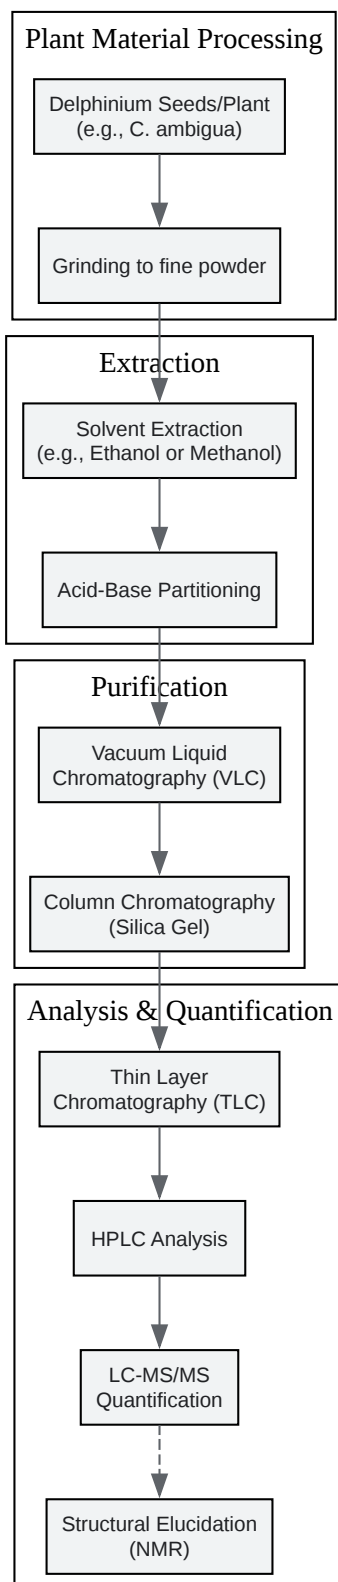 Plant Material Processing
Delphinium Seeds/Plant
(e.g., C. ambigua)
Grinding to fine powder
Extraction
Solvent Extraction
(e.g., Ethanol or Methanol)
Acid-Base Partitioning
Purification
Vacuum Liquid
Chromatography (VLC)
Column Chromatography
(Silica Gel)
Analysis & Quantification
Thin Layer
Chromatography (TLC)
HPLC Analysis
LC-MS/MS
Quantification
Structural Elucidation
(NMR)